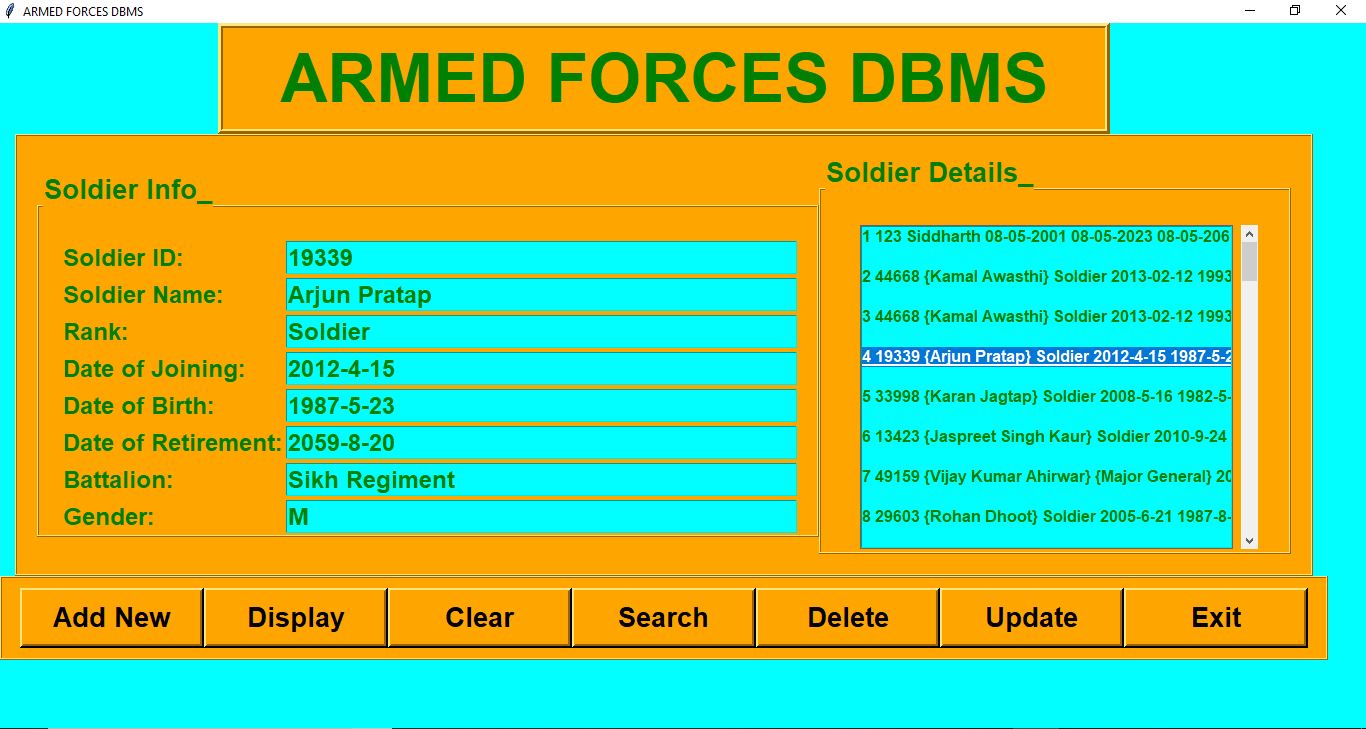 ARMED FORCES DBMS
ARMED FORCES DBMS
Soldier Info_
Soldier ID: 19339
Soldier Name: Arjun Pratap
Rank: Soldier
Date of Joining: 2012-4-15
Date of Birth: 1987-5-23
Date of Retirement: 2059-8-20
Battalion: Sikh Regiment
Gender: M
Soldier Details_
1 123 Siddharth 08-05-2001 08-05-2023 08-05-206
2 44668 {Kamal Awasthi} Soldier 2013-02-12 1993
3 44668 {Kamal Awasthi} Soldier 2013-02-12 1993
4 19339 {Arjun Pratap} Soldier 2012-4-15 1987-5-2
5 33998 {Karan Jagtap} Soldier 2008-5-16 1982-5-
6 13423 {Jaspreet Singh Kaur} Soldier 2010-9-24
7 49159 {Vijay Kumar Ahirwar} {Major General} 20
8 29603 {Rohan Dhoot} Soldier 2005-6-21 1987-8-
Add New Display Clear Search Delete Update Exit